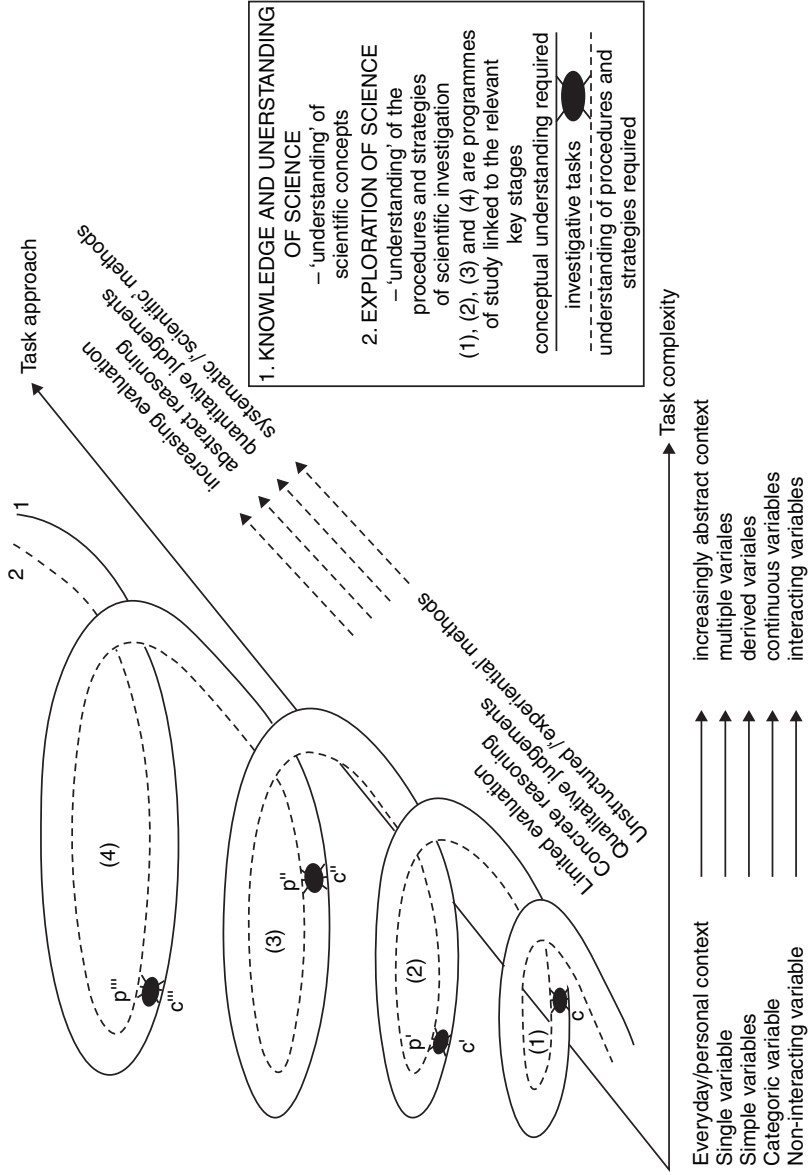 2
1
Task approach
increasing evaluation
abstract reasoning
quantitative judgements
systematic /‘scientific’ methods
Limited evaluation
Concrete reasoning
Qualitative judgements
Unstructured /‘experiential’ methods
(4)
p'''
c'''
(3)
p''
c''
(2)
p'
c'
(1)
c
Task complexity
Everyday/personal context
Single variable
Simple variables
Categoric variable
Non-interacting variable
increasingly abstract context
multiple variales
derived variales
continuous variables
interacting variables
1. KNOWLEDGE AND UNERSTANDING
OF SCIENCE
– ‘understanding’ of
scientific concepts
2. EXPLORATION OF SCIENCE
– ‘understanding’ of the
procedures and strategies
of scientific investigation
(1), (2), (3) and (4) are programmes
of study linked to the relevant
key stages
conceptual understanding required
investigative tasks
understanding of procedures and
strategies required